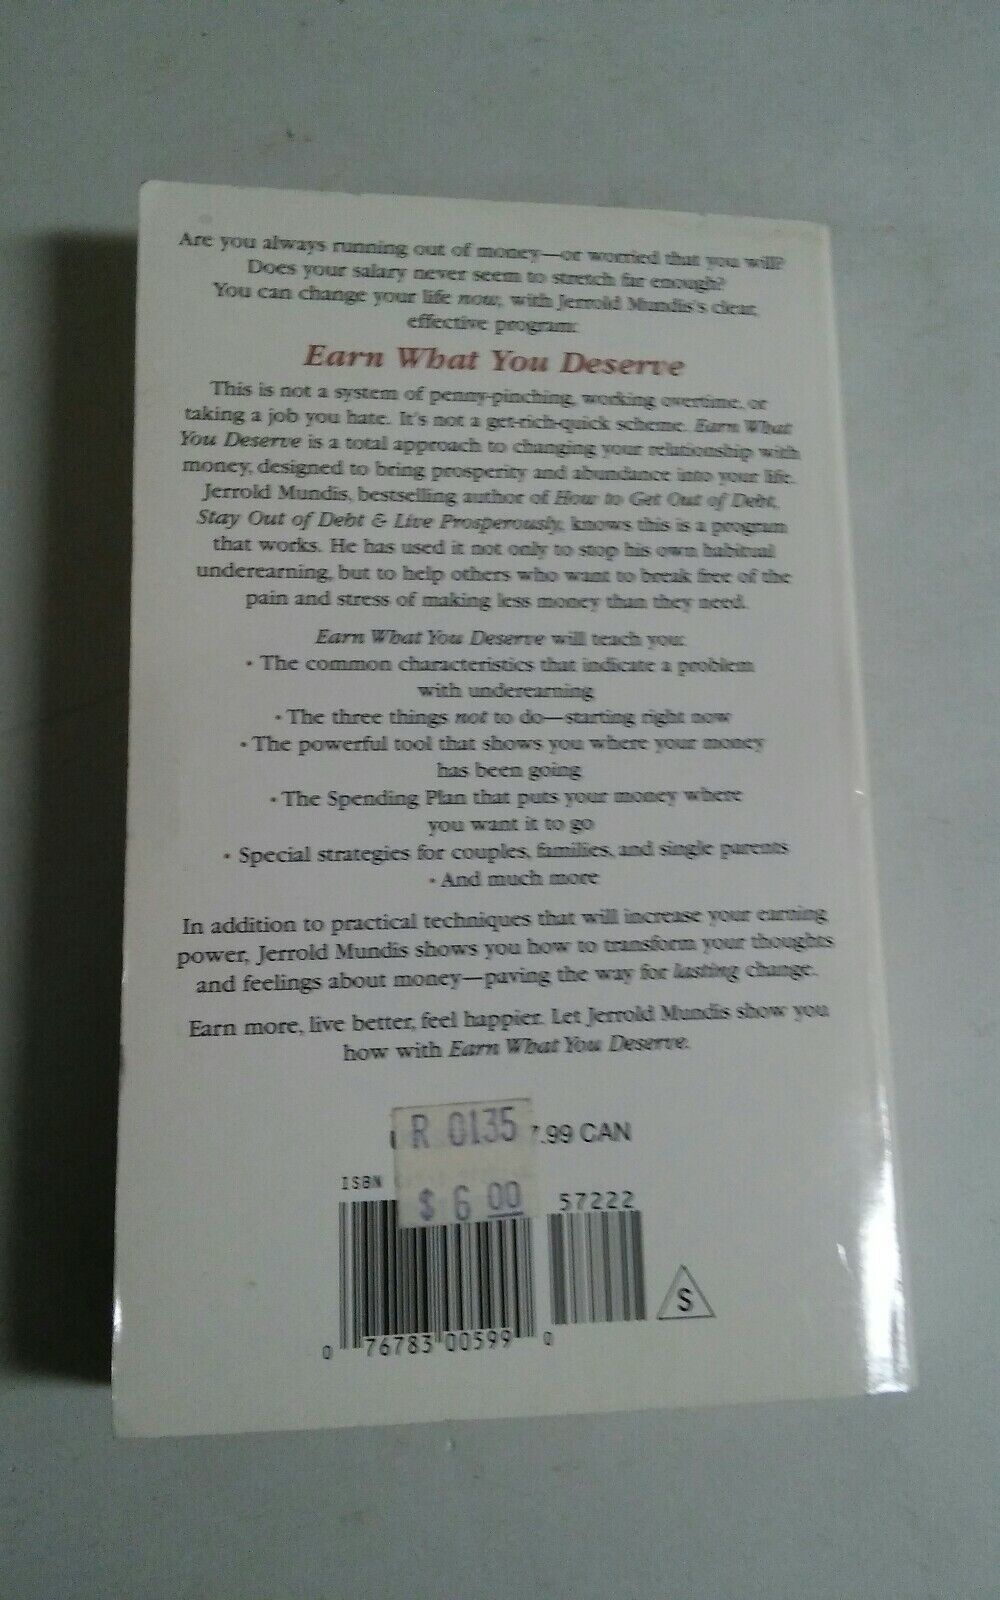 Are you always running out of money—or worried that you will?
Does your salary never seem to stretch far enough?
You can change your life now, with Jerrold Mundis's clear,
effective program:
Earn What You Deserve
This is not a system of penny-pinching, working overtime, or
taking a job you hate. It's not a get-rich-quick scheme. Earn What
You Deserve is a total approach to changing your relationship with
money, designed to bring prosperity and abundance into your life.
Jerrold Mundis, bestselling author of How to Get Out of Debt,
Stay Out of Debt & Live Prosperously, knows this is a program
that works. He has used it not only to stop his own habitual
underearning, but to help others who want to break free of the
pain and stress of making less money than they need.
Earn What You Deserve will teach you:
• The common characteristics that indicate a problem
with underearning
• The three things not to do—starting right now
• The powerful tool that shows you where your money
has been going
• The Spending Plan that puts your money where
you want it to go
• Special strategies for couples, families, and single parents
• And much more
In addition to practical techniques that will increase your earning
power, Jerrold Mundis shows you how to transform your thoughts
and feelings about money—paving the way for lasting change.
Earn more, live better, feel happier. Let Jerrold Mundis show you
how with Earn What You Deserve.
R 0135 .99 CAN
ISBN
$ 6 00
57222
S
0 76783 00599 0